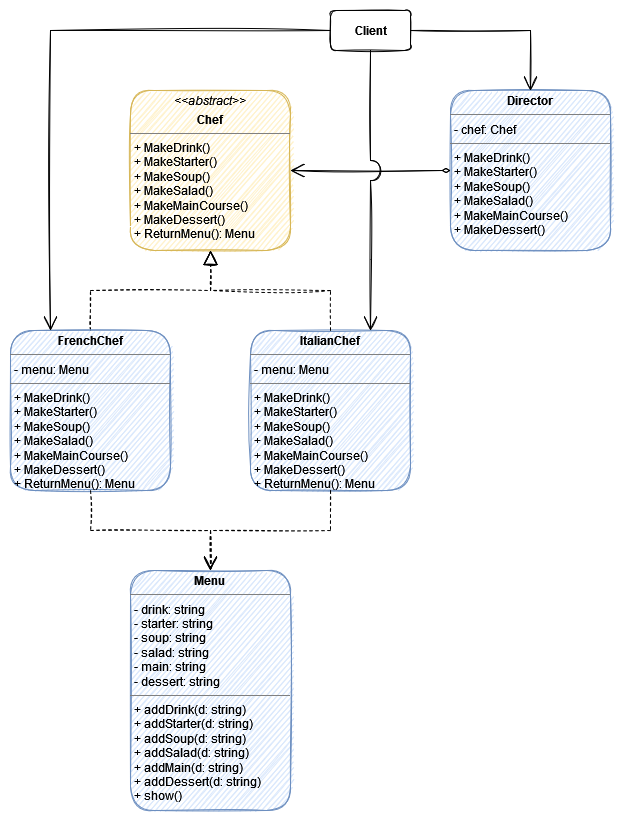 Client
<<abstract>>
Chef
+ MakeDrink()
+ MakeStarter()
+ MakeSoup()
+ MakeSalad()
+ MakeMainCourse()
+ MakeDessert()
+ ReturnMenu(): Menu
Director
- chef: Chef
+ MakeDrink()
+ MakeStarter()
+ MakeSoup()
+ MakeSalad()
+ MakeMainCourse()
+ MakeDessert()
FrenchChef
- menu: Menu
+ MakeDrink()
+ MakeStarter()
+ MakeSoup()
+ MakeSalad()
+ MakeMainCourse()
+ MakeDessert()
+ ReturnMenu(): Menu
ItalianChef
- menu: Menu
+ MakeDrink()
+ MakeStarter()
+ MakeSoup()
+ MakeSalad()
+ MakeMainCourse()
+ MakeDessert()
+ ReturnMenu(): Menu
Menu
- drink: string
- starter: string
- soup: string
- salad: string
- main: string
- dessert: string
+ addDrink(d: string)
+ addStarter(d: string)
+ addSoup(d: string)
+ addSalad(d: string)
+ addMain(d: string)
+ addDessert(d: string)
+ show()